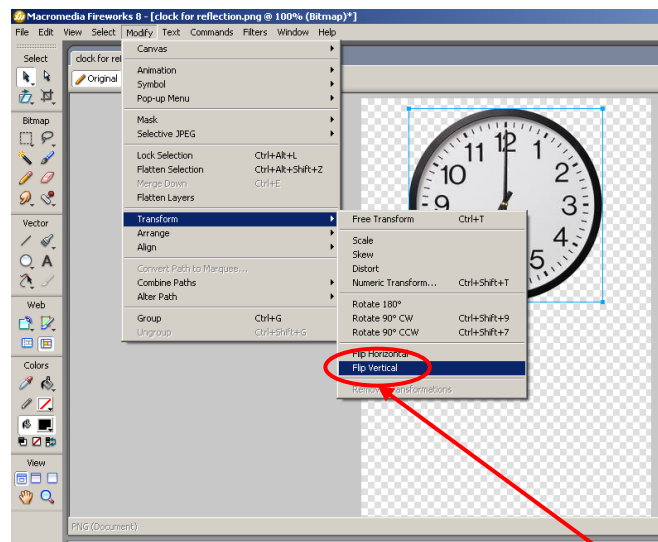 Macromedia Fireworks 8 - [clock for reflection.png @ 100% (Bitmap)*]
File Edit View Select Modify Text Commands Filters Window Help
Select
clock for rel
Original
Bitmap
Vector
Web
Colors
View
Canvas
Animation
Symbol
Pop-up Menu
Mask
Selective JPEG
Lock Selection Ctrl+Alt+L
Flatten Selection Ctrl+Alt+Shift+Z
Merge Down Ctrl+E
Flatten Layers
Transform
Arrange
Align
Convert Path to Marquee...
Combine Paths
Alter Path
Group Ctrl+G
Ungroup Ctrl+Shift+G
Free Transform Ctrl+T
Scale
Skew
Distort
Numeric Transform... Ctrl+Shift+T
Rotate 180°
Rotate 90° CW Ctrl+Shift+9
Rotate 90° CCW Ctrl+Shift+7
Flip Horizontal
Flip Vertical
Remove Transformations
11 12 1
10 2
9 3
4
5
PNG (Document)